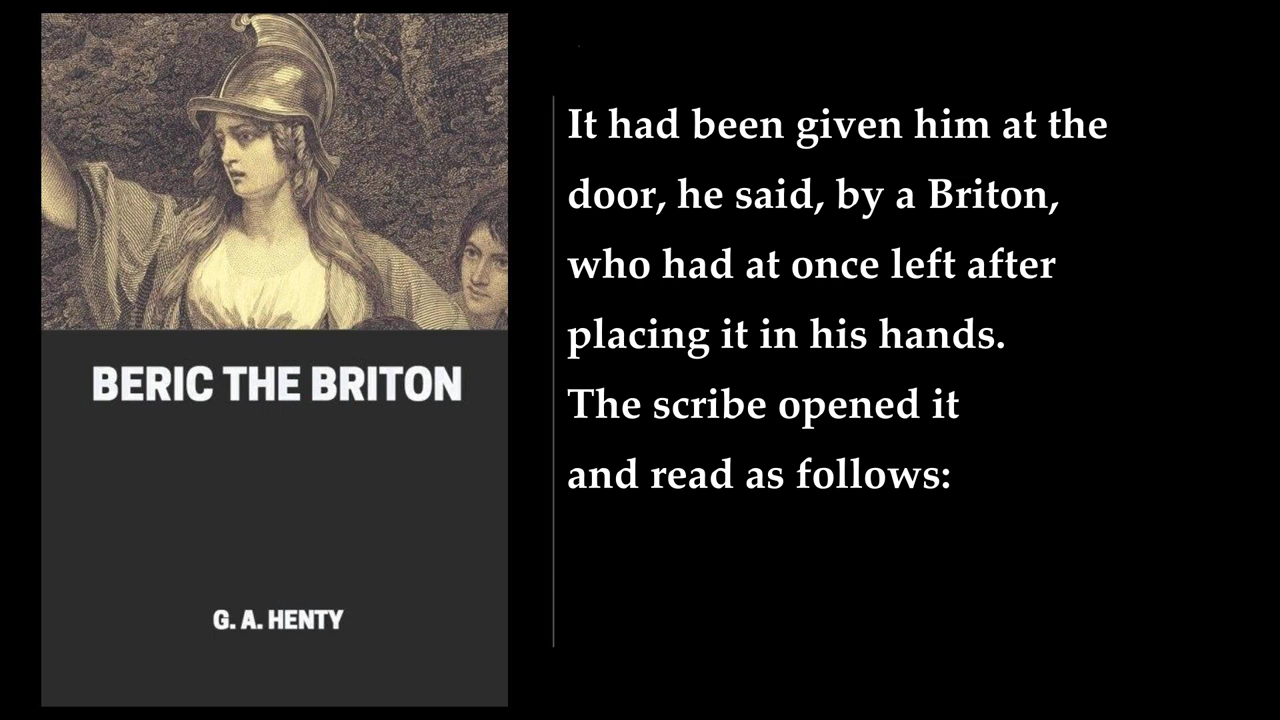 BERIC THE BRITON
G. A. HENTY
It had been given him at the
door, he said, by a Briton,
who had at once left after
placing it in his hands.
The scribe opened it
and read as follows: